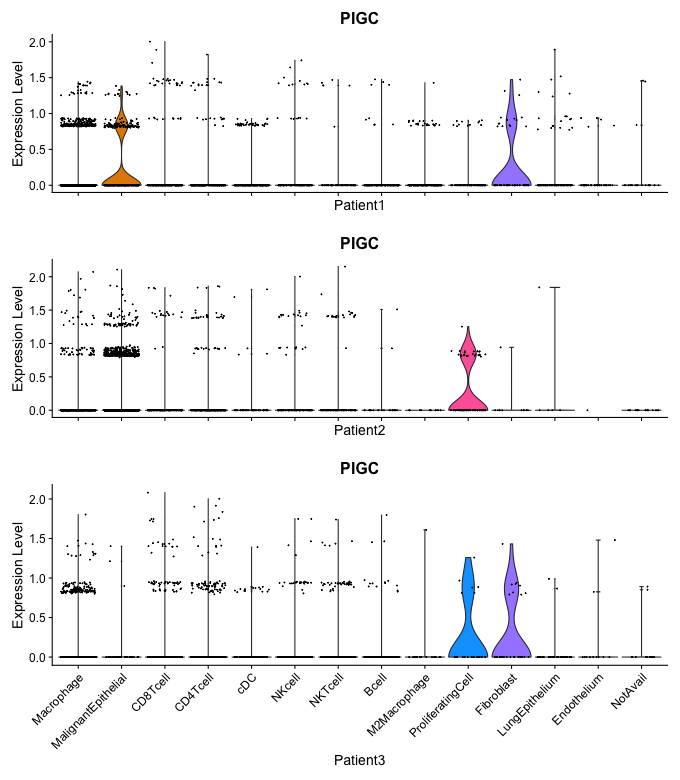 PIGC
2.0
1.5
1.0
0.5
0.0
Expression Level
Patient1
PIGC
2.0
1.5
1.0
0.5
0.0
Expression Level
Patient2
PIGC
2.0
1.5
1.0
0.5
0.0
Expression Level
Macrophage
MalignantEpithelial
CD8Tcell
CD4Tcell
cDC
NKcell
NKTcell
Bcell
M2Macrophage
ProliferatingCell
Fibroblast
LungEpithelium
Endothelium
NotAvail
Patient3